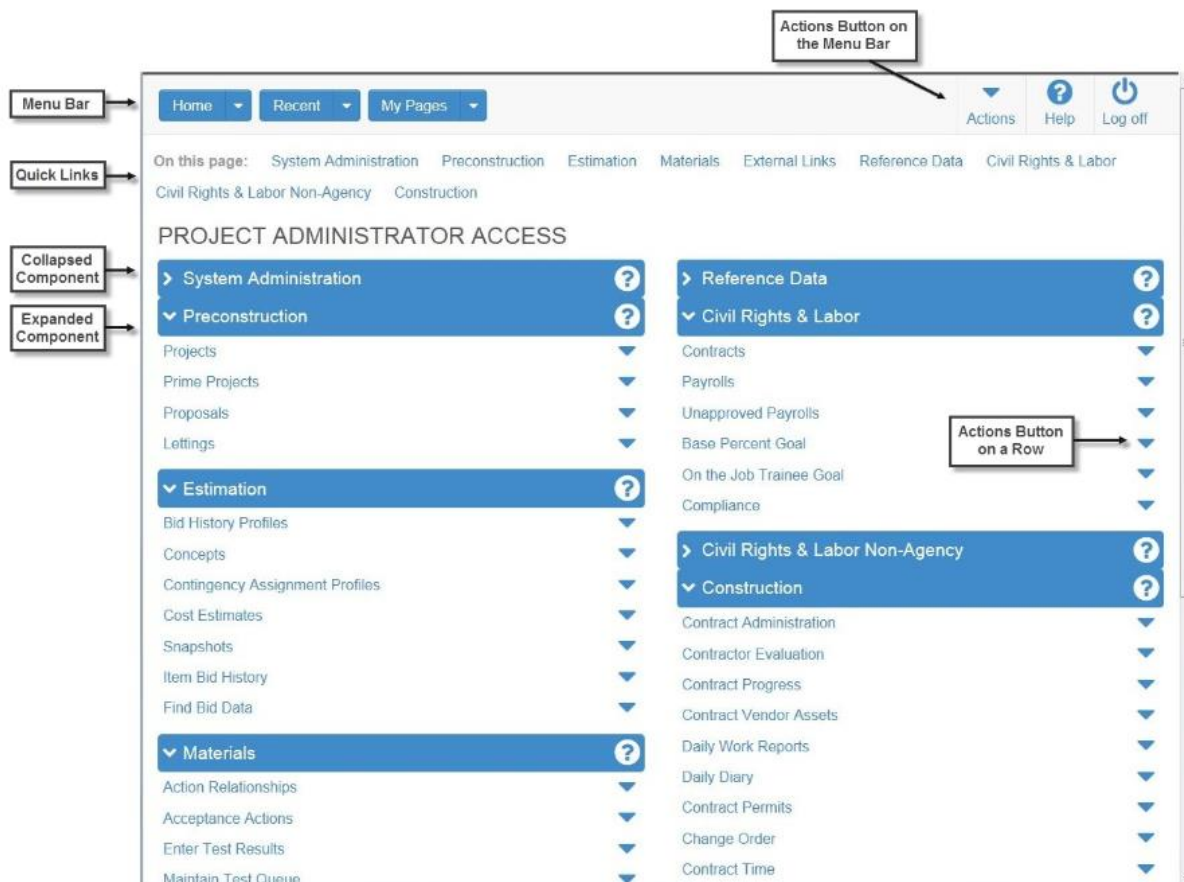 Actions Button on
the Menu Bar
Menu Bar
Home
Recent
My Pages
Actions
Help
Log off
Quick Links
On this page: System Administration Preconstruction Estimation Materials External Links Reference Data Civil Rights & Labor
Civil Rights & Labor Non-Agency Construction
PROJECT ADMINISTRATOR ACCESS
Collapsed
Component
System Administration
?
Expanded
Component
Preconstruction
?
Projects
Prime Projects
Proposals
Lettings
Estimation
?
Bid History Profiles
Concepts
Contingency Assignment Profiles
Cost Estimates
Snapshots
Item Bid History
Find Bid Data
Materials
?
Action Relationships
Acceptance Actions
Enter Test Results
Maintain Test Queue
Reference Data
?
Civil Rights & Labor
?
Contracts
Payrolls
Unapproved Payrolls
Base Percent Goal
Actions Button
on a Row
On the Job Trainee Goal
Compliance
Civil Rights & Labor Non-Agency
?
Construction
?
Contract Administration
Contractor Evaluation
Contract Progress
Contract Vendor Assets
Daily Work Reports
Daily Diary
Contract Permits
Change Order
Contract Time